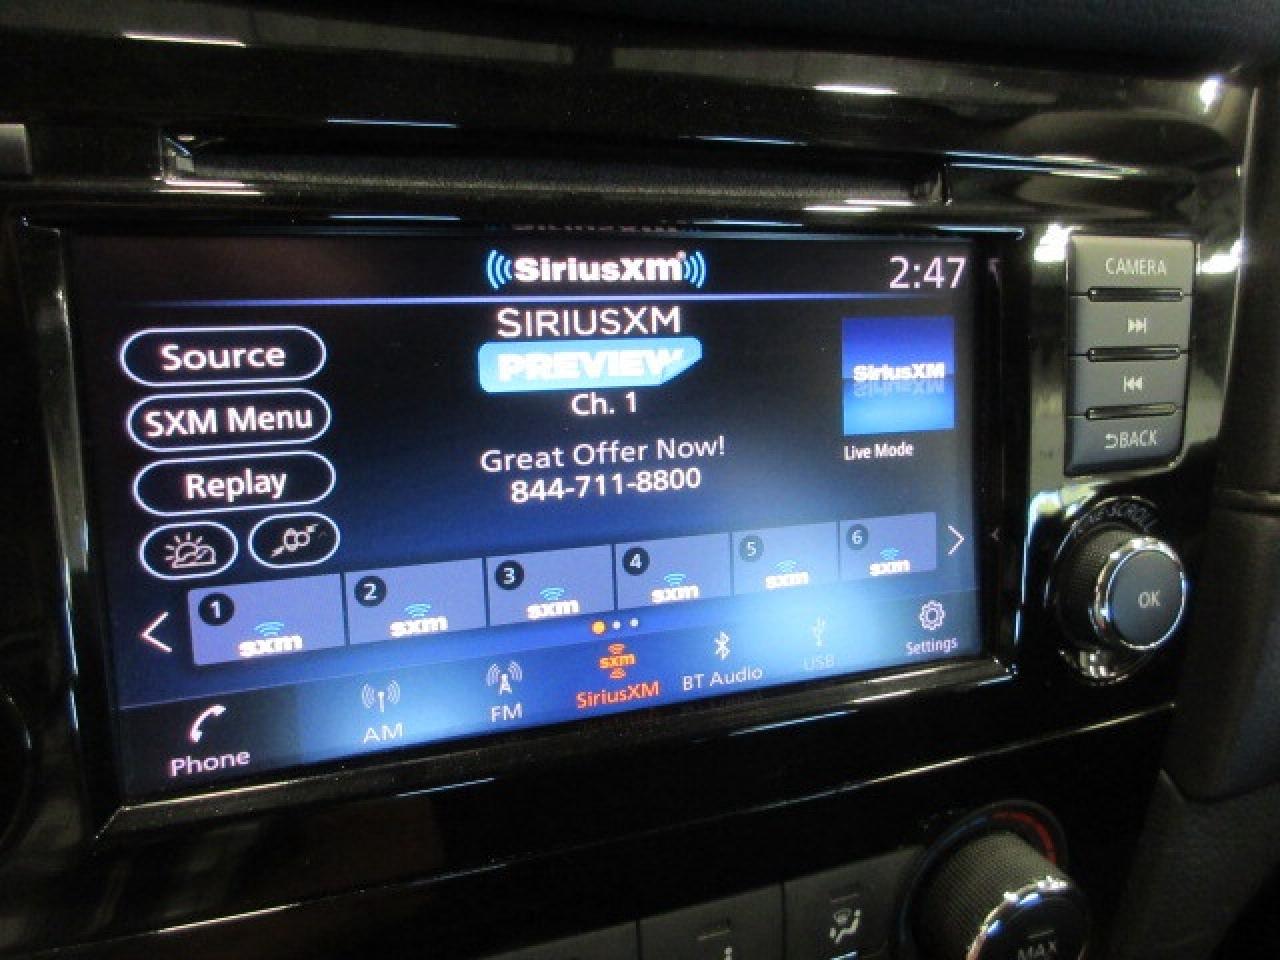 SiriusXM
2:47
SIRIUSXM
PREVIEW
Ch. 1
Great Offer Now!
844-711-8800
SiriusXM
Live Mode
Source
SXM Menu
Replay
1 sxm
2 sxm
3 sxm
4 sxm
5 sxm
6 sxm
Phone
AM
FM
sxm
SiriusXM
BT Audio
USB
Settings
CAMERA
BACK
SCROLL
OK
MAX